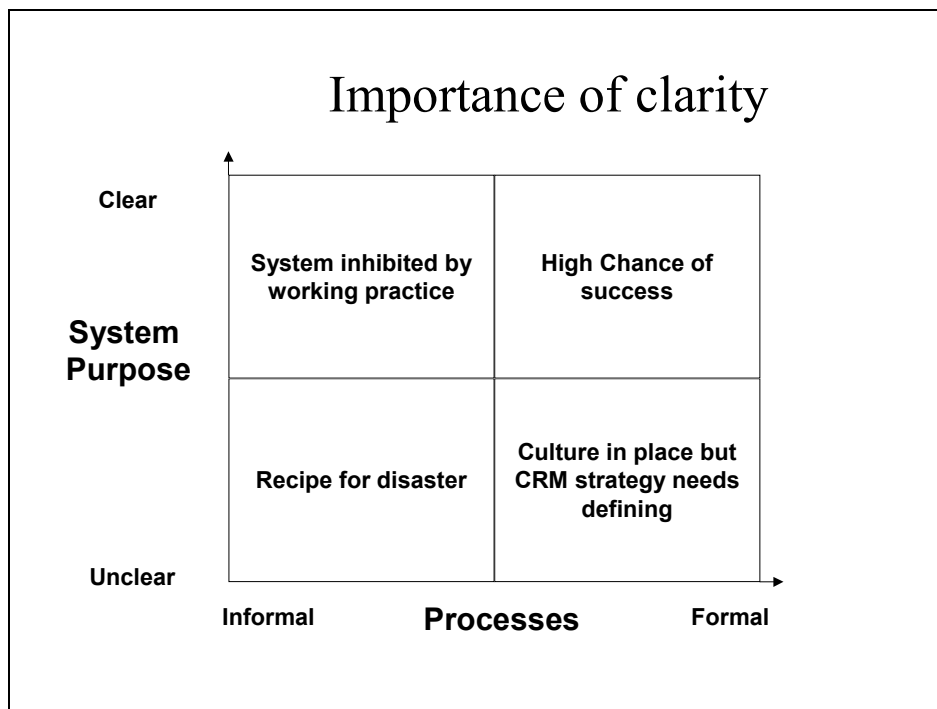 Importance of clarity
Clear
System inhibited by
working practice
High Chance of
success
System
Purpose
Recipe for disaster
Culture in place but
CRM strategy needs
defining
Unclear
Informal
Processes
Formal